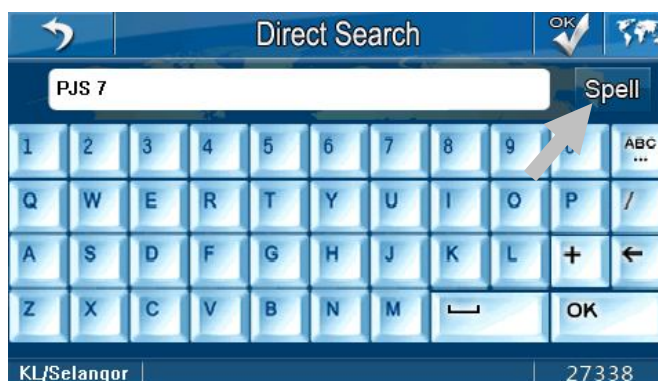 Direct Search OK
PJS 7 Spell
1 2 3 4 5 6 7 8 9 ABC ...
Q W E R T Y U I O P /
A S D F G H J K L + ←
Z X C V B N M OK
KL/Selangor 27338